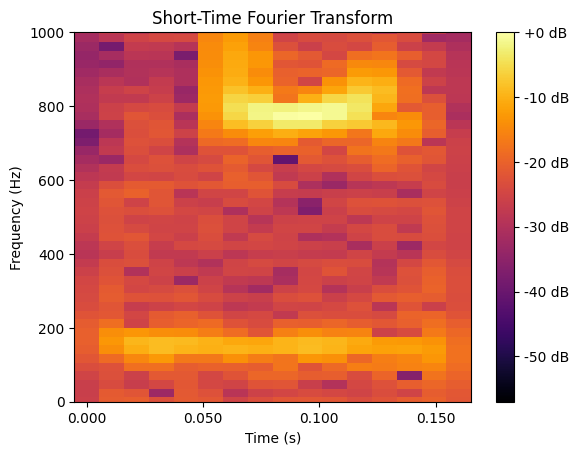 Short-Time Fourier Transform
1000
800
600
400
200
0
Frequency (Hz)
0.000
0.050
0.100
0.150
Time (s)
+0 dB
-10 dB
-20 dB
-30 dB
-40 dB
-50 dB